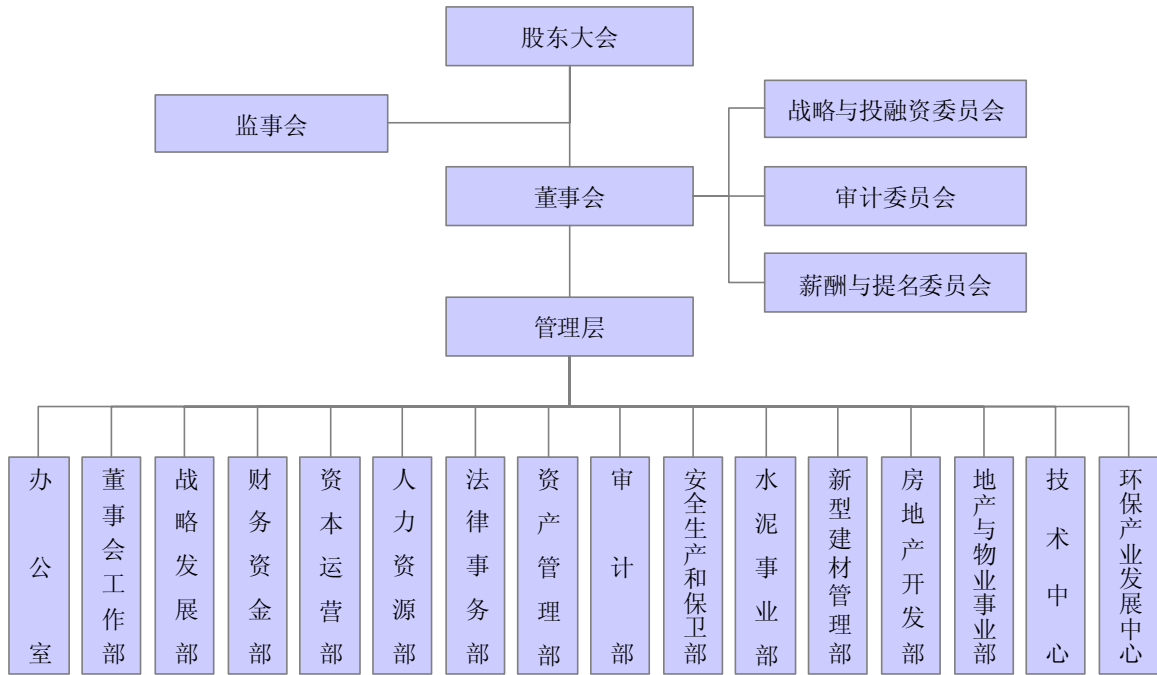 股东大会
监事会
战略与投融资委员会
董事会
审计委员会
薪酬与提名委员会
管理层
办公室
董事会工作部
战略发展部
财务资金部
资本运营部
人力资源部
法律事务部
资产管理部
审计部
安全生产和保卫部
水泥事业部
新型建材管理部
房地产开发部
地产与物业事业部
技术中心
环保产业发展中心